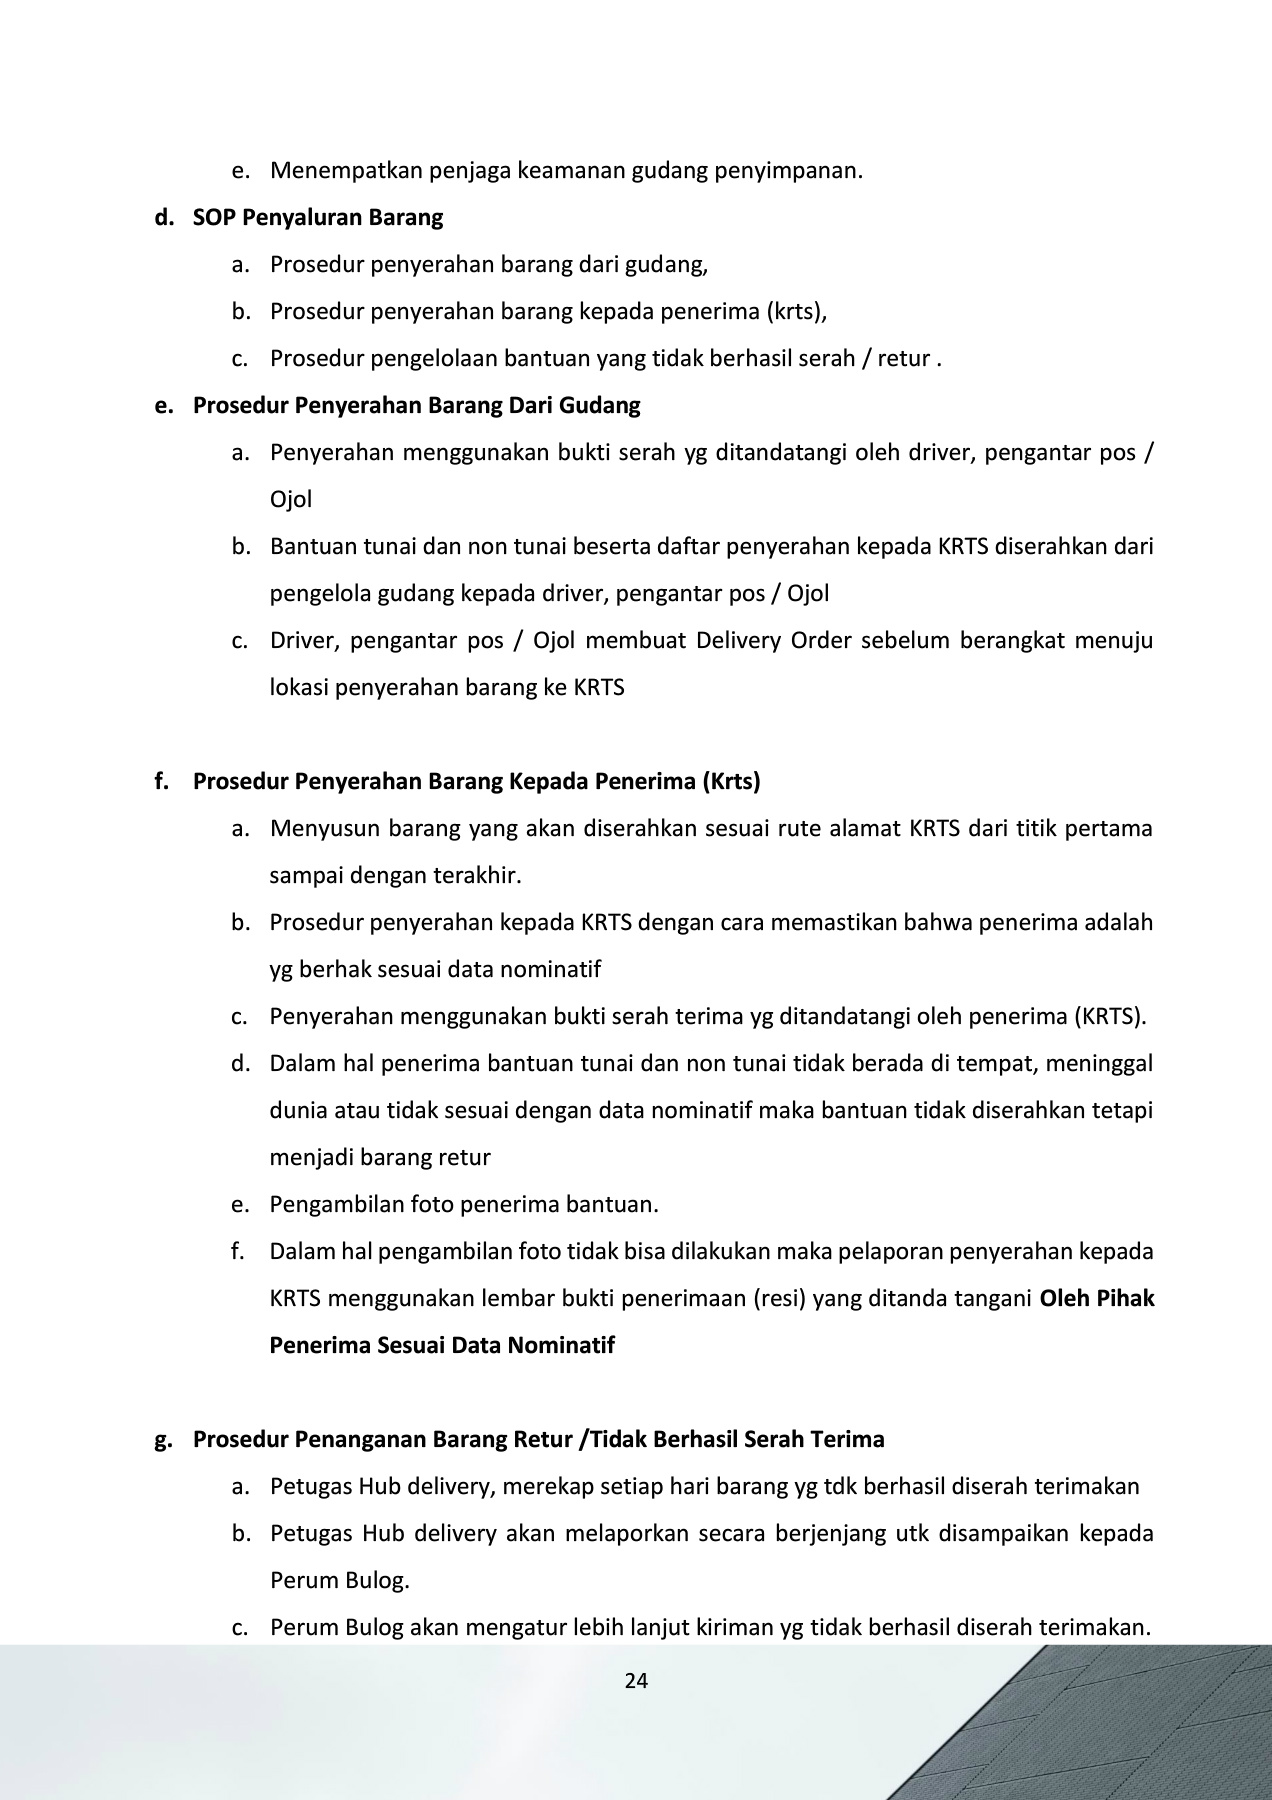 e. Menempatkan penjaga keamanan gudang penyimpanan.
d. SOP Penyaluran Barang
a. Prosedur penyerahan barang dari gudang,
b. Prosedur penyerahan barang kepada penerima (krts),
c. Prosedur pengelolaan bantuan yang tidak berhasil serah / retur .
e. Prosedur Penyerahan Barang Dari Gudang
a. Penyerahan menggunakan bukti serah yg ditandatangi oleh driver, pengantar pos /
Ojol
b. Bantuan tunai dan non tunai beserta daftar penyerahan kepada KRTS diserahkan dari
pengelola gudang kepada driver, pengantar pos / Ojol
c. Driver, pengantar pos / Ojol membuat Delivery Order sebelum berangkat menuju
lokasi penyerahan barang ke KRTS
f. Prosedur Penyerahan Barang Kepada Penerima (Krts)
a. Menyusun barang yang akan diserahkan sesuai rute alamat KRTS dari titik pertama
sampai dengan terakhir.
b. Prosedur penyerahan kepada KRTS dengan cara memastikan bahwa penerima adalah
yg berhak sesuai data nominatif
c. Penyerahan menggunakan bukti serah terima yg ditandatangi oleh penerima (KRTS).
d. Dalam hal penerima bantuan tunai dan non tunai tidak berada di tempat, meninggal
dunia atau tidak sesuai dengan data nominatif maka bantuan tidak diserahkan tetapi
menjadi barang retur
e. Pengambilan foto penerima bantuan.
f. Dalam hal pengambilan foto tidak bisa dilakukan maka pelaporan penyerahan kepada
KRTS menggunakan lembar bukti penerimaan (resi) yang ditanda tangani Oleh Pihak
Penerima Sesuai Data Nominatif
g. Prosedur Penanganan Barang Retur /Tidak Berhasil Serah Terima
a. Petugas Hub delivery, merekap setiap hari barang yg tdk berhasil diserah terimakan
b. Petugas Hub delivery akan melaporkan secara berjenjang utk disampaikan kepada
Perum Bulog.
c. Perum Bulog akan mengatur lebih lanjut kiriman yg tidak berhasil diserah terimakan.
24